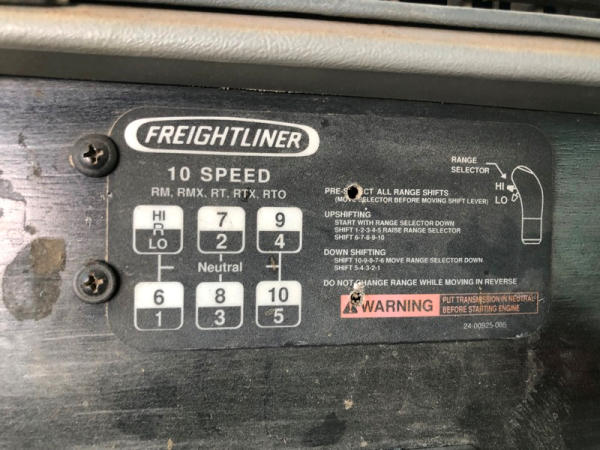 FREIGHTLINER
10 SPEED
RM, RMX, RT, RTX, RTO
HI
R
LO
7
2
9
4
Neutral
6
1
8
3
10
5
RANGE
SELECTOR
HI
LO
ALL RANGE SHIFTS
(MOVE SELECTOR BEFORE MOVING SHIFT LEVER)
UPSHIFTING
START WITH RANGE SELECTOR DOWN
SHIFT 1-2-3-4-5 RAISE RANGE SELECTOR
SHIFT 6-7-8-9-10
DOWN SHIFTING
SHIFT 10-9-8-7-6 MOVE RANGE SELECTOR DOWN
SHIFT 5-4-3-2-1
DO NOT CHANGE RANGE WHILE MOVING IN REVERSE
WARNING
PUT TRANSMISSION IN NEUTRAL
BEFORE STARTING ENGINE
24-00925-005